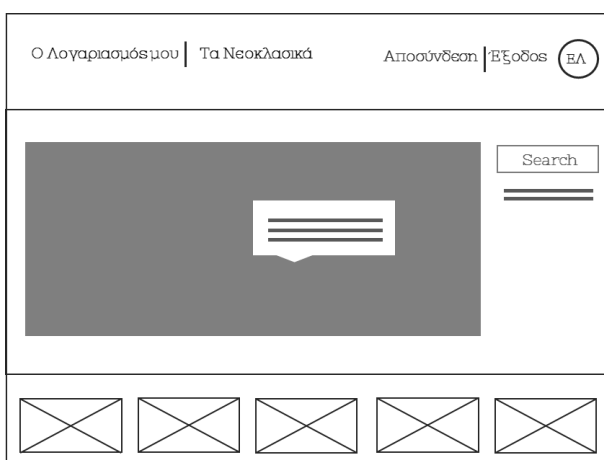 Ο Λογαριασμός μου | Τα Νεοκλασικά
Αποσύνδεση | Έξοδος
ΕΛ
Search